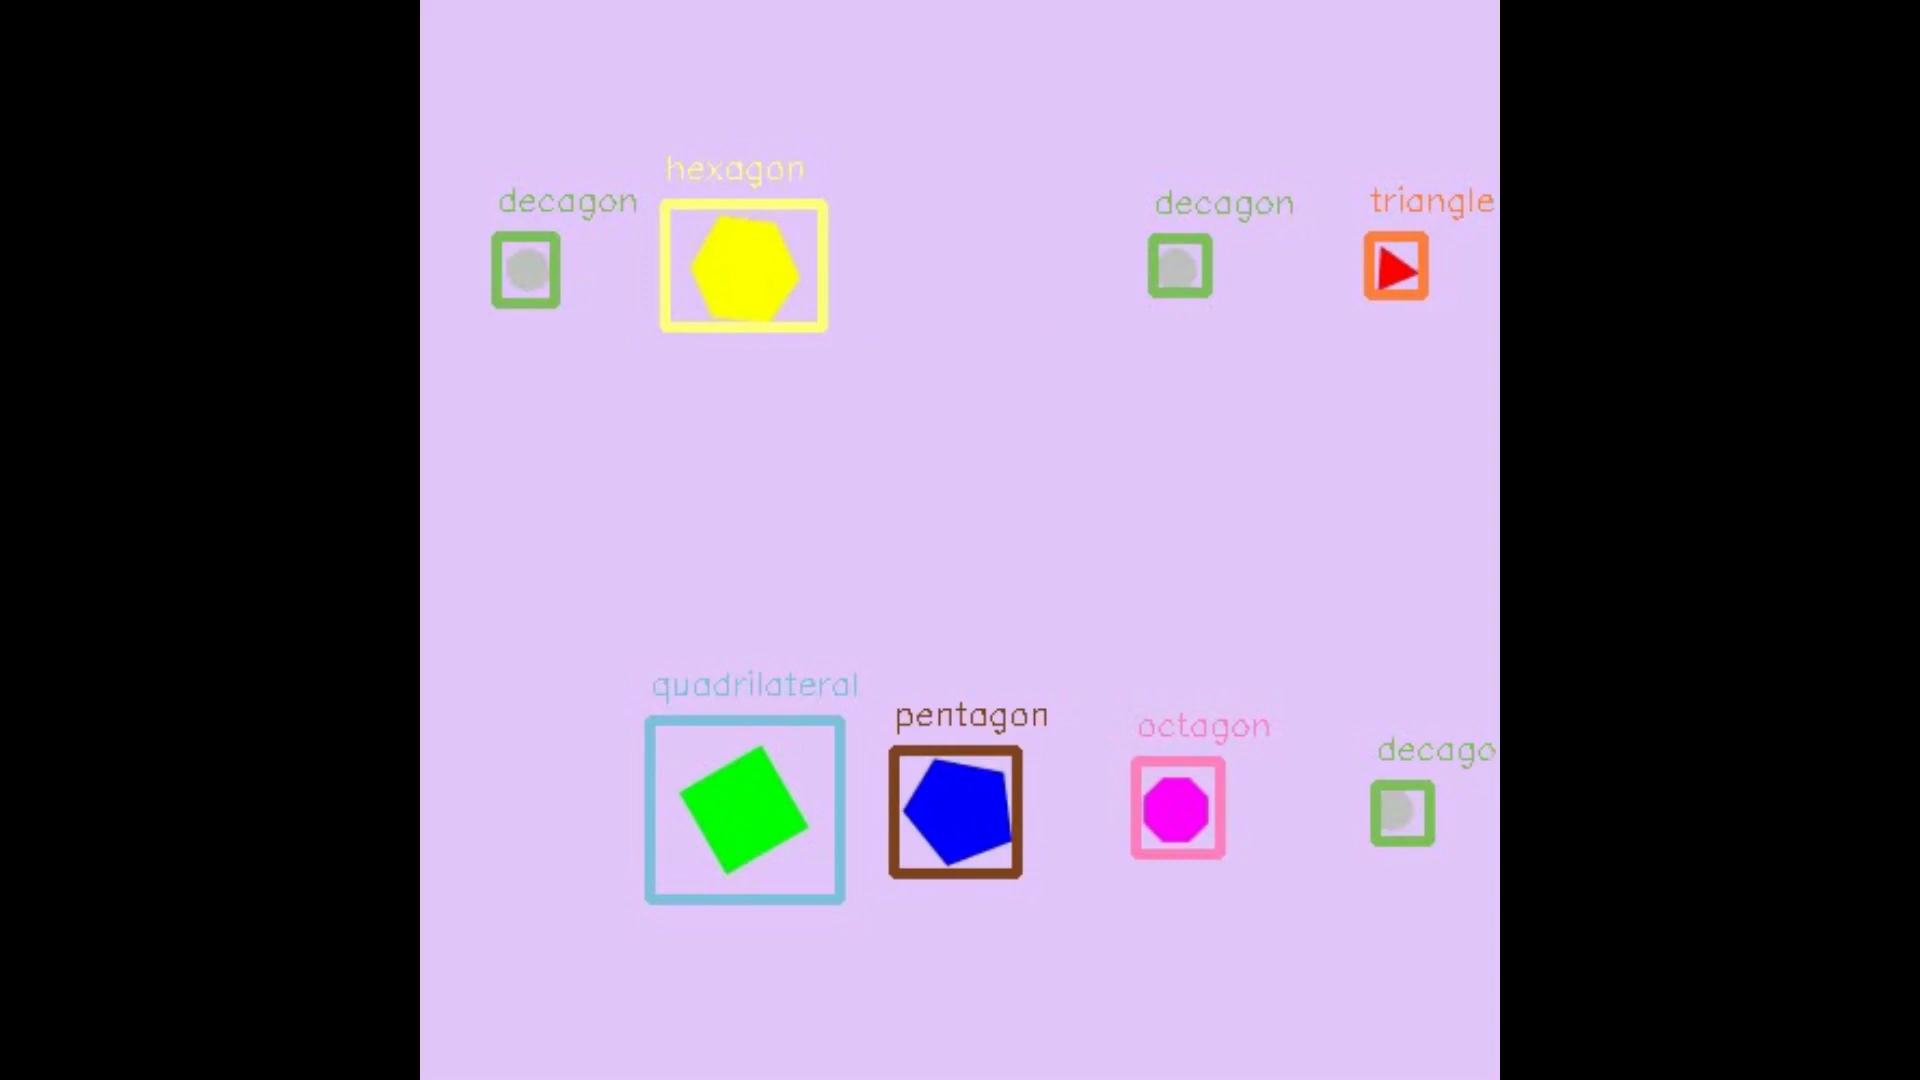 hexagon
decagon
decagon
triangle
quadrilateral
pentagon
octagon
decago